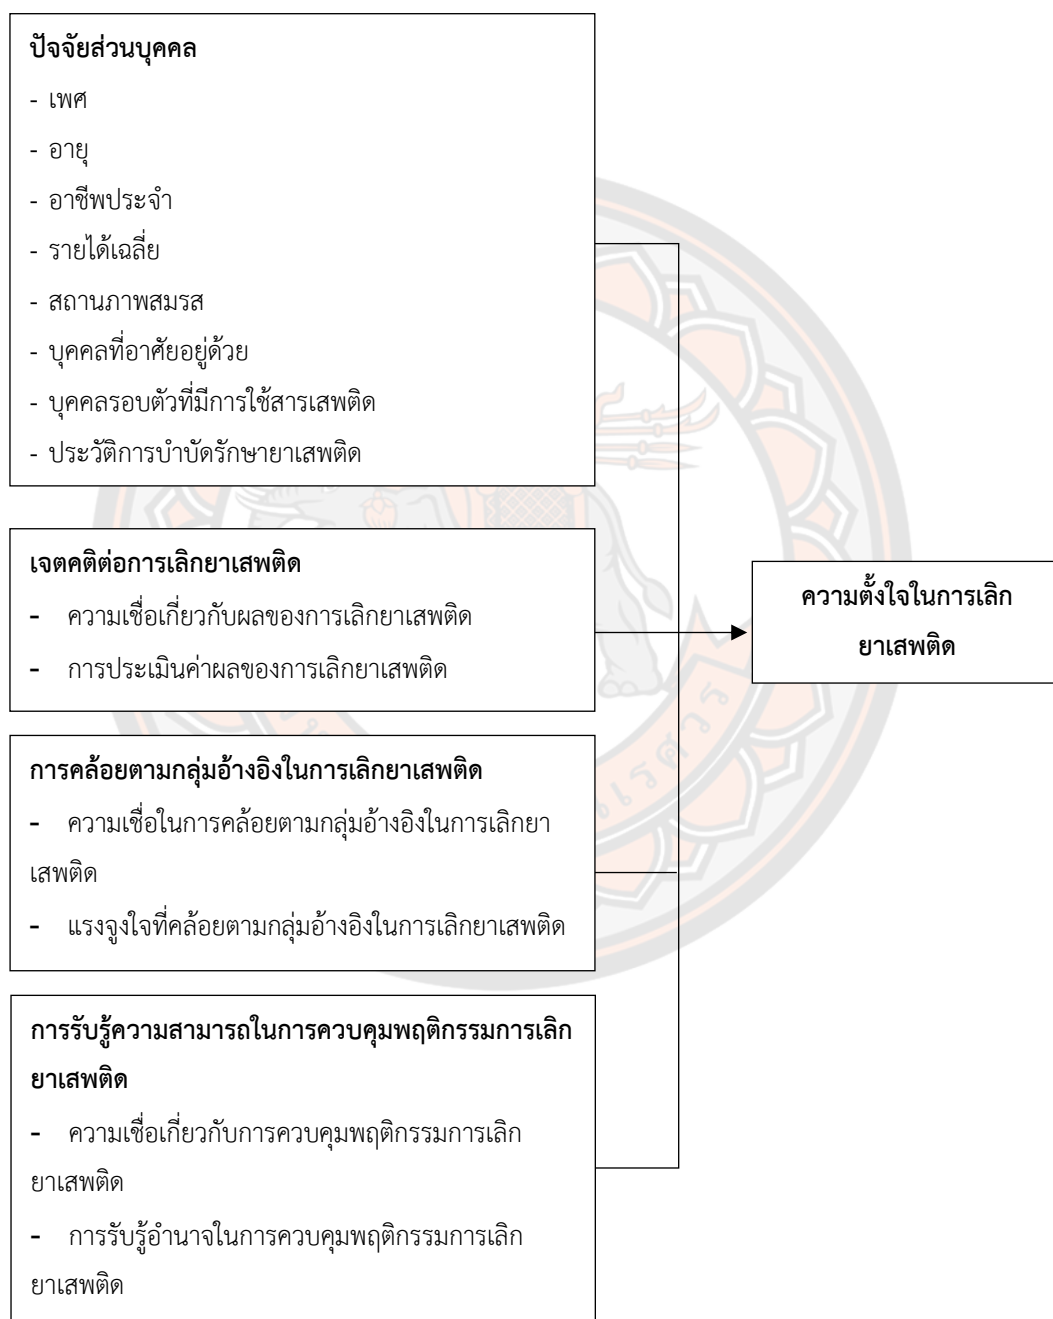 ปัจจัยส่วนบุคคล
- เพศ
- อายุ
- อาชีพประจำ
- รายได้เฉลี่ย
- สถานภาพสมรส
- บุคคลที่อาศัยอยู่ด้วย
- บุคคลรอบตัวที่มีการใช้สารเสพติด
- ประวัติการบำบัดรักษายาเสพติด
เจตคติต่อการเลิกยาเสพติด
- ความเชื่อเกี่ยวกับผลของการเลิกยาเสพติด
- การประเมินค่าผลของการเลิกยาเสพติด
ความตั้งใจในการเลิก
ยาเสพติด
การคล้อยตามกลุ่มอ้างอิงในการเลิกยาเสพติด
- ความเชื่อในการคล้อยตามกลุ่มอ้างอิงในการเลิกยา
เสพติด
- แรงจูงใจที่คล้อยตามกลุ่มอ้างอิงในการเลิกยาเสพติด
การรับรู้ความสามารถในการควบคุมพฤติกรรมการเลิก
ยาเสพติด
- ความเชื่อเกี่ยวกับการควบคุมพฤติกรรมการเลิก
ยาเสพติด
- การรับรู้อำนาจในการควบคุมพฤติกรรมการเลิก
ยาเสพติด